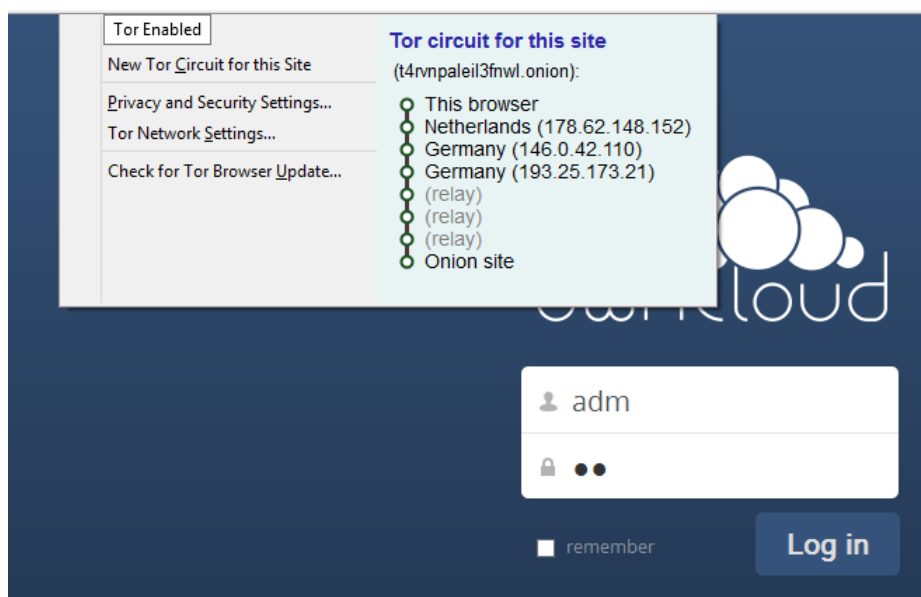 Tor Enabled
New Tor Circuit for this Site
Privacy and Security Settings...
Tor Network Settings...
Check for Tor Browser Update...
Tor circuit for this site
(t4rvnpaleil3fnwl.onion):
This browser
Netherlands (178.62.148.152)
Germany (146.0.42.110)
Germany (193.25.173.21)
(relay)
(relay)
(relay)
Onion site
ownCloud
adm
●●
remember
Log in